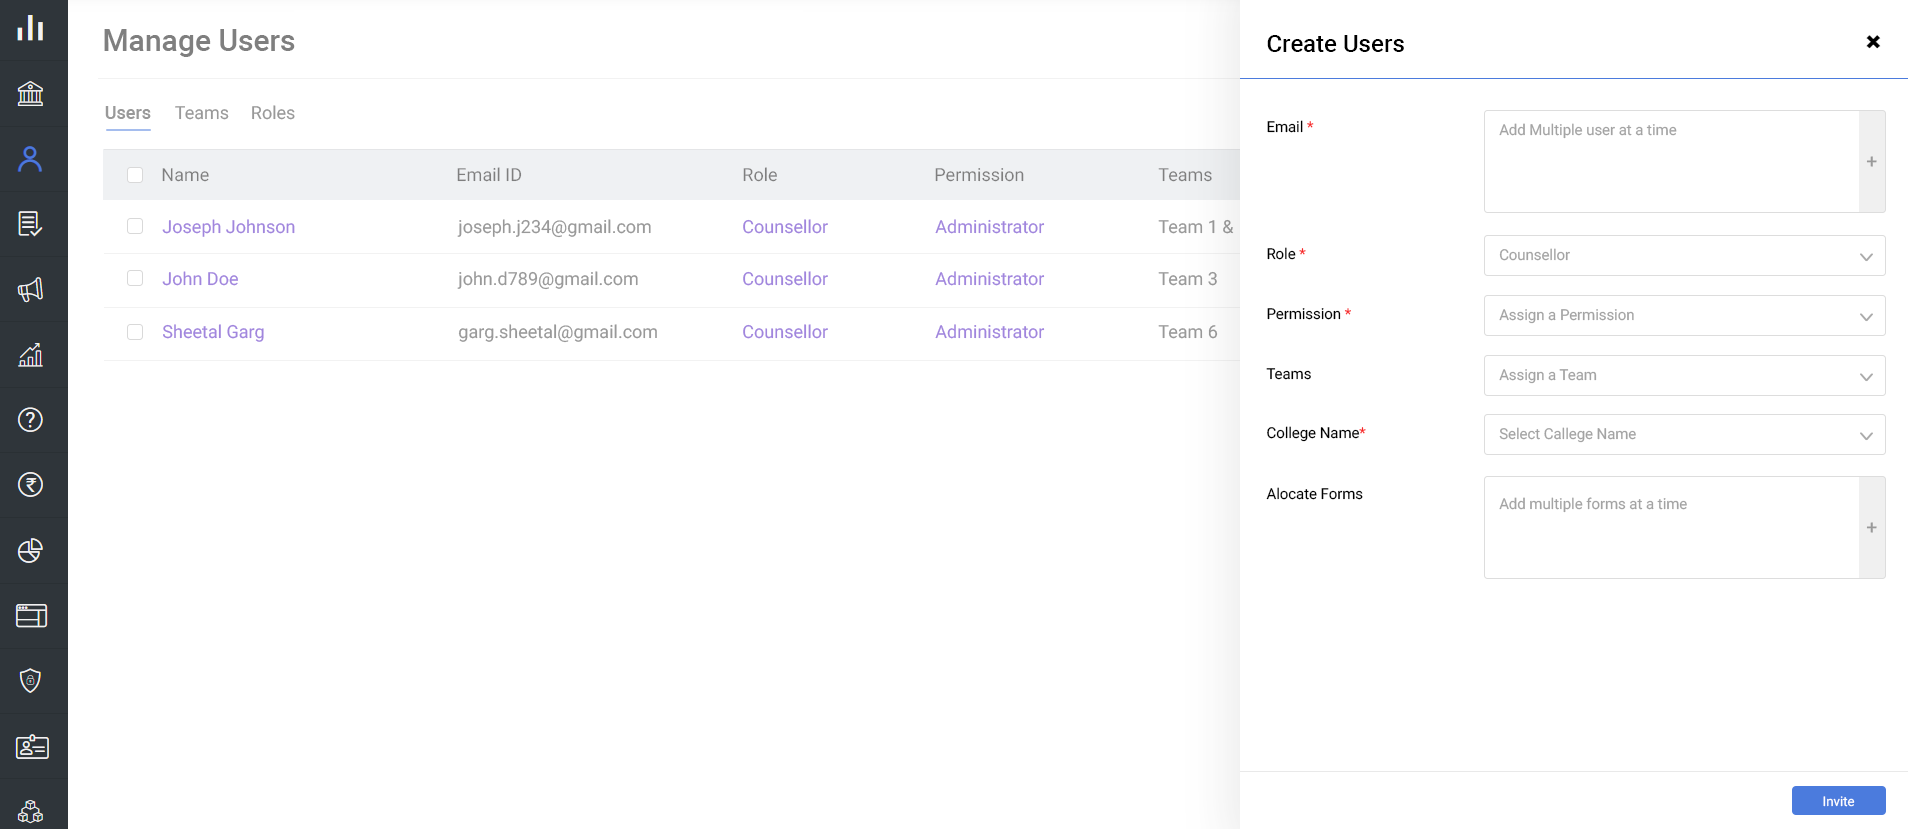 Manage Users
Users Teams Roles
Name Email ID Role Permission Teams
Joseph Johnson joseph.j234@gmail.com Counsellor Administrator Team 1 &
John Doe john.d789@gmail.com Counsellor Administrator Team 3
Sheetal Garg garg.sheetal@gmail.com Counsellor Administrator Team 6
Create Users
Email * Add Multiple user at a time
+
Role * Counsellor
Permission * Assign a Permission
Teams Assign a Team
College Name* Select Callege Name
Alocate Forms Add multiple forms at a time
+
Invite